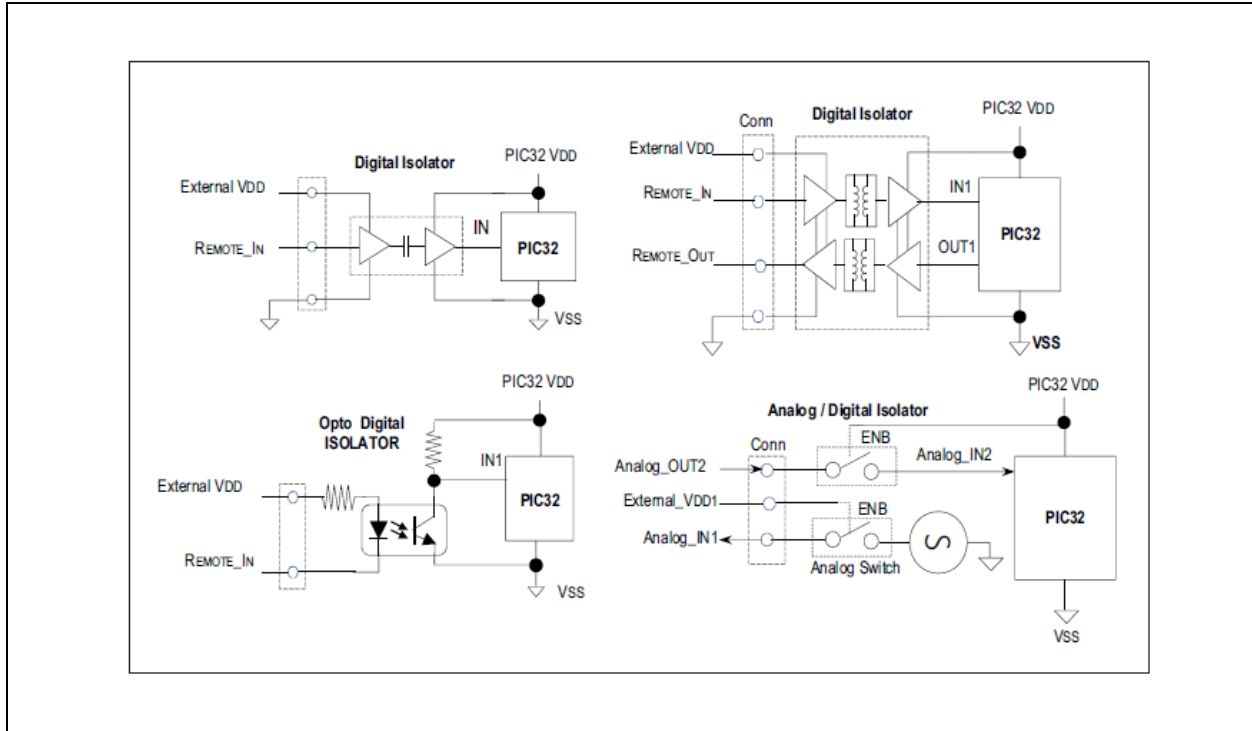 Digital Isolator
PIC32 VDD
External VDD
REMOTE_IN
IN
PIC32
VSS
Conn
Digital Isolator
PIC32 VDD
External VDD
REMOTE_IN
IN1
REMOTE_OUT
OUT1
PIC32
VSS
Opto Digital
ISOLATOR
PIC32 VDD
IN1
External VDD
PIC32
REMOTE_IN
VSS
Analog / Digital Isolator
PIC32 VDD
Conn
ENB
Analog_OUT2
Analog_IN2
External_VDD1
ENB
Analog_IN1
S
Analog Switch
PIC32
VSS